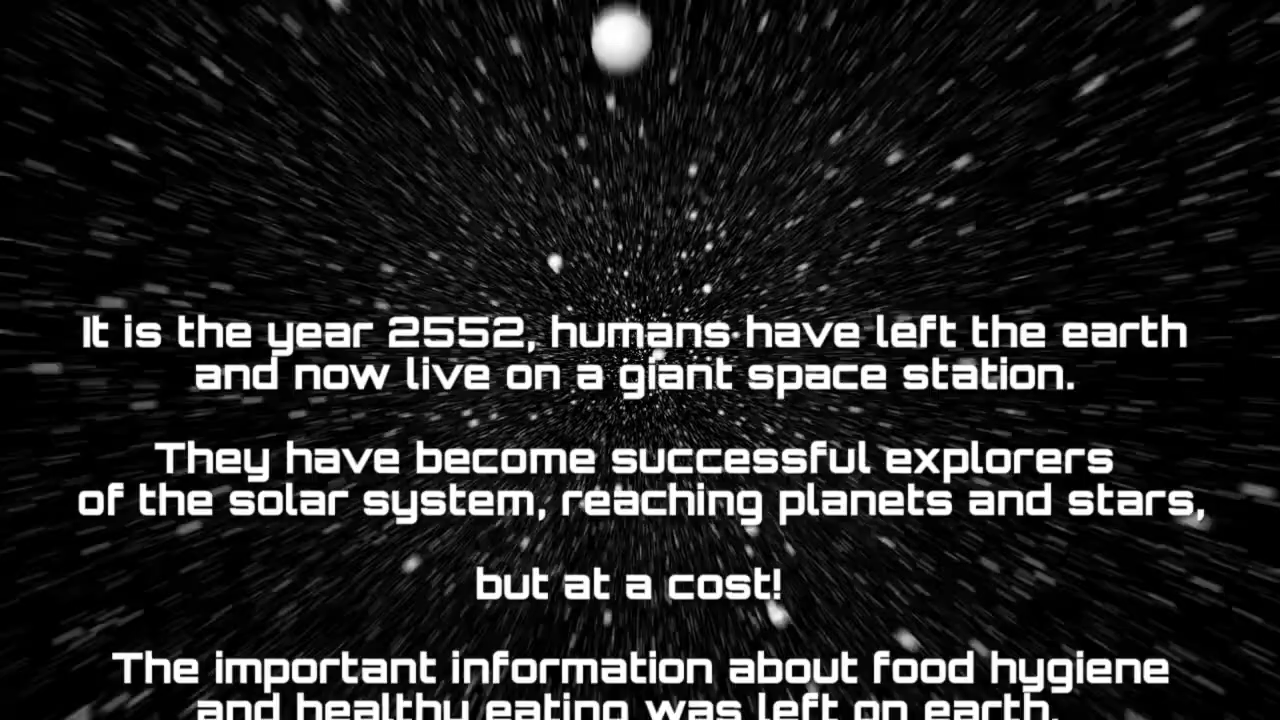 It is the year 2552, humans have left the earth
and now live on a giant space station.
They have become successful explorers
of the solar system, reaching planets and stars,
but at a cost!
The important information about food hygiene
and healthy eating was left on earth.